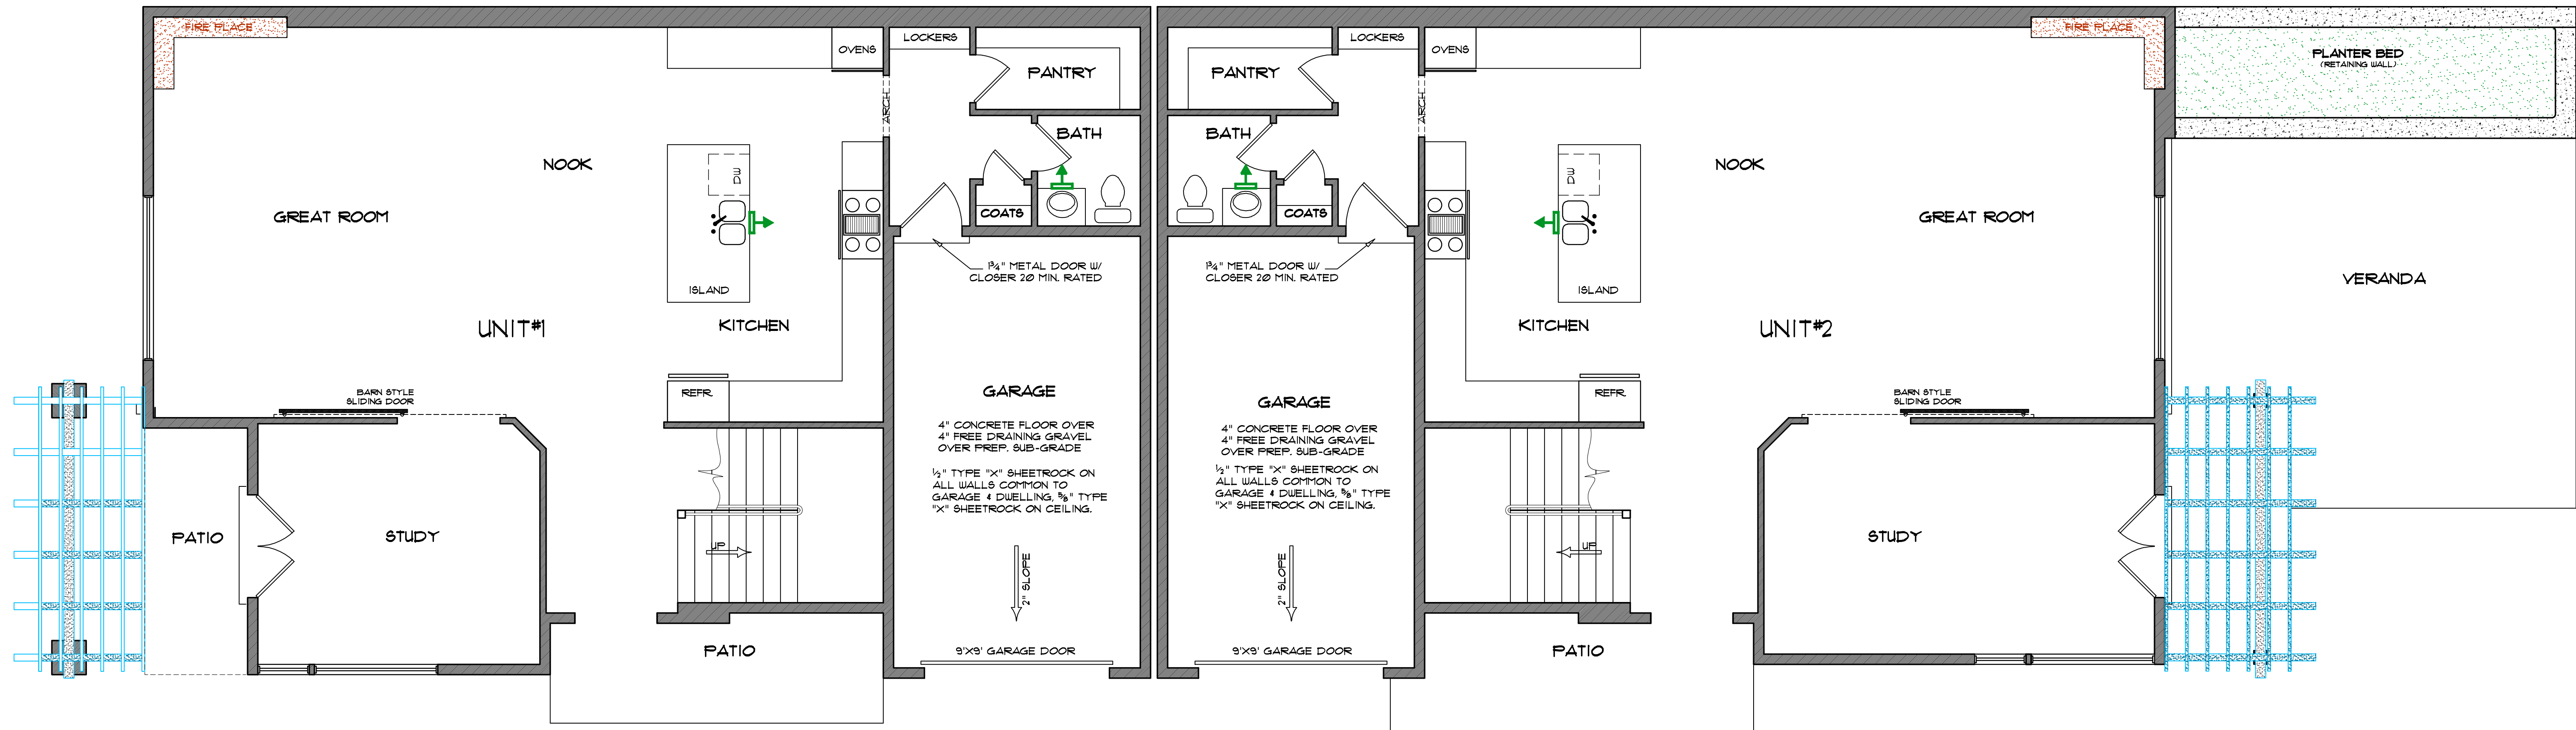 FIRE PLACE
OVENS
LOCKERS
PANTRY
ARCH
BATH
NOOK
DW
GREAT ROOM
COATS
1¾" METAL DOOR W/
CLOSER 20 MIN. RATED
ISLAND
UNIT#1
KITCHEN
REFR.
BARN STYLE
SLIDING DOOR
GARAGE
4" CONCRETE FLOOR OVER
4" FREE DRAINING GRAVEL
OVER PREP. SUB-GRADE
½" TYPE "X" SHEETROCK ON
ALL WALLS COMMON TO
GARAGE & DWELLING, ⅝" TYPE
"X" SHEETROCK ON CEILING.
PATIO
STUDY
UP
2" SLOPE
PATIO
9'X9' GARAGE DOOR
PANTRY
LOCKERS
OVENS
FIRE PLACE
PLANTER BED
(RETAINING WALL)
ARCH
BATH
NOOK
DW
COATS
GREAT ROOM
1¾" METAL DOOR W/
CLOSER 20 MIN. RATED
ISLAND
VERANDA
KITCHEN
UNIT#2
REFR.
BARN STYLE
SLIDING DOOR
GARAGE
4" CONCRETE FLOOR OVER
4" FREE DRAINING GRAVEL
OVER PREP. SUB-GRADE
½" TYPE "X" SHEETROCK ON
ALL WALLS COMMON TO
GARAGE & DWELLING, ⅝" TYPE
"X" SHEETROCK ON CEILING.
STUDY
UP
2" SLOPE
9'X9' GARAGE DOOR
PATIO